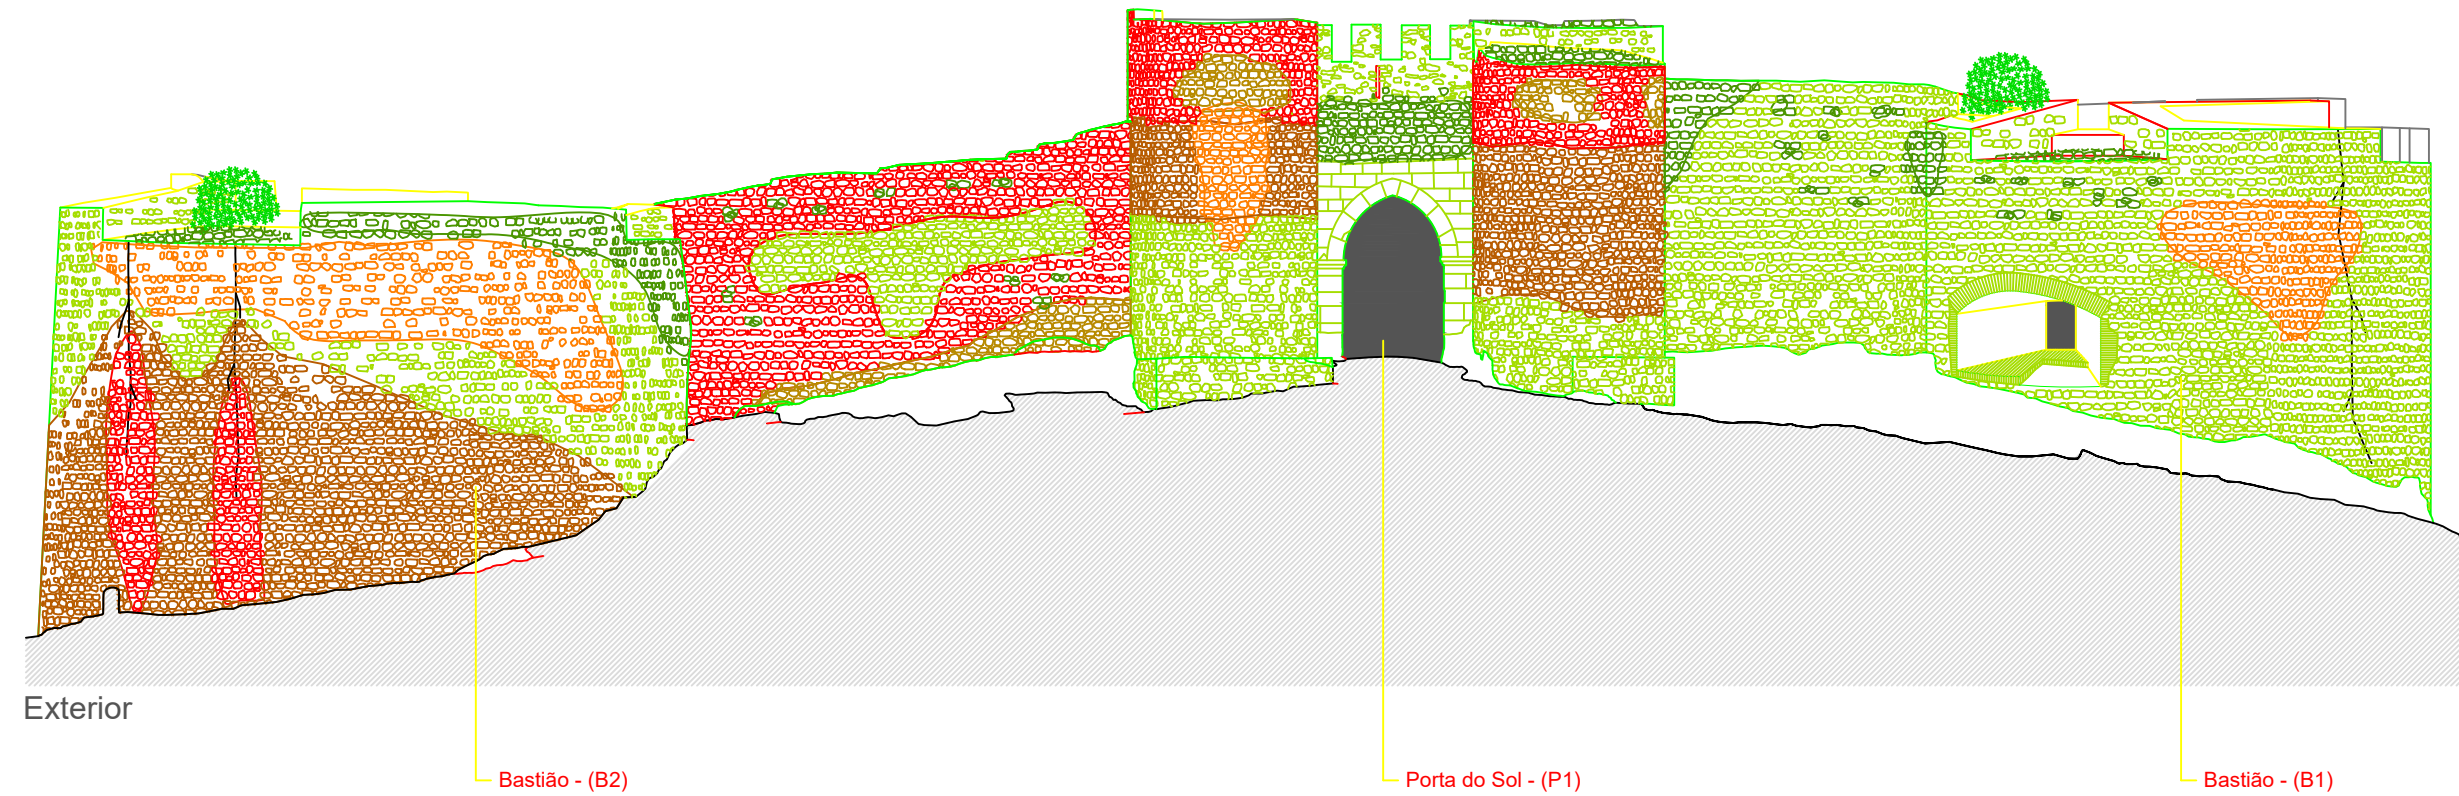 Exterior
Bastião - (B2)
Porta do Sol - (P1)
Bastião - (B1)